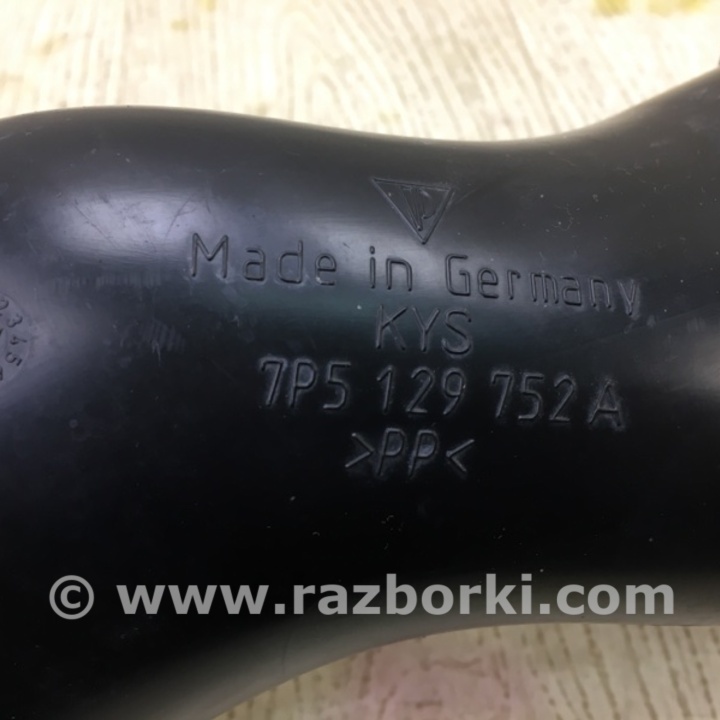 Made in Germany
KYS
7P5 129 752 A
>PP<
© www.razborki.com